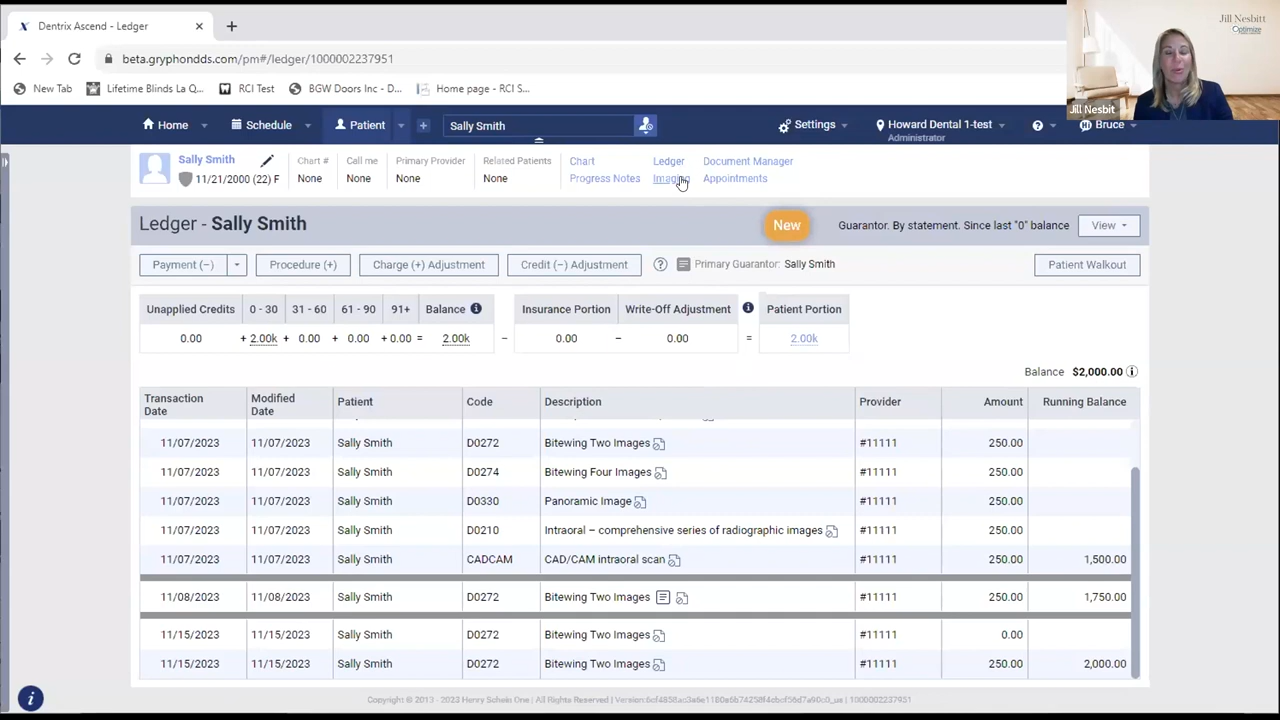 Dentrix Ascend - Ledger
beta.gryphondds.com/pm#/ledger/1000002237951
New Tab Lifetime Blinds La Q... RCI Test BGW Doors Inc - D... Home page - RCI S...
Jill Nesbitt
Optimize
Jill Nesbit
Home Schedule Patient Sally Smith Settings Howard Dental 1-test Bruce
Administrator
Sally Smith Chart # Call me Primary Provider Related Patients Chart Ledger Document Manager
11/21/2000 (22) F None None None None Progress Notes Imaging Appointments
Ledger - Sally Smith New Guarantor. By statement. Since last "0" balance View
Payment (−) Procedure (+) Charge (+) Adjustment Credit (−) Adjustment Primary Guarantor: Sally Smith Patient Walkout
Unapplied Credits 0 - 30 31 - 60 61 - 90 91+ Balance Insurance Portion Write-Off Adjustment Patient Portion
0.00 + 2.00k + 0.00 + 0.00 + 0.00 = 2.00k − 0.00 − 0.00 = 2.00k
Balance $2,000.00
Transaction Date Modified Date Patient Code Description Provider Amount Running Balance
11/07/2023 11/07/2023 Sally Smith D0272 Bitewing Two Images #11111 250.00
11/07/2023 11/07/2023 Sally Smith D0274 Bitewing Four Images #11111 250.00
11/07/2023 11/07/2023 Sally Smith D0330 Panoramic Image #11111 250.00
11/07/2023 11/07/2023 Sally Smith D0210 Intraoral – comprehensive series of radiographic images #11111 250.00
11/07/2023 11/07/2023 Sally Smith CADCAM CAD/CAM intraoral scan #11111 250.00 1,500.00
11/08/2023 11/08/2023 Sally Smith D0272 Bitewing Two Images #11111 250.00 1,750.00
11/15/2023 11/15/2023 Sally Smith D0272 Bitewing Two Images #11111 0.00
11/15/2023 11/15/2023 Sally Smith D0272 Bitewing Two Images #11111 250.00 2,000.00
Copyright © 2013 - 2023 Henry Schein One | All Rights Reserved | 1000002237951